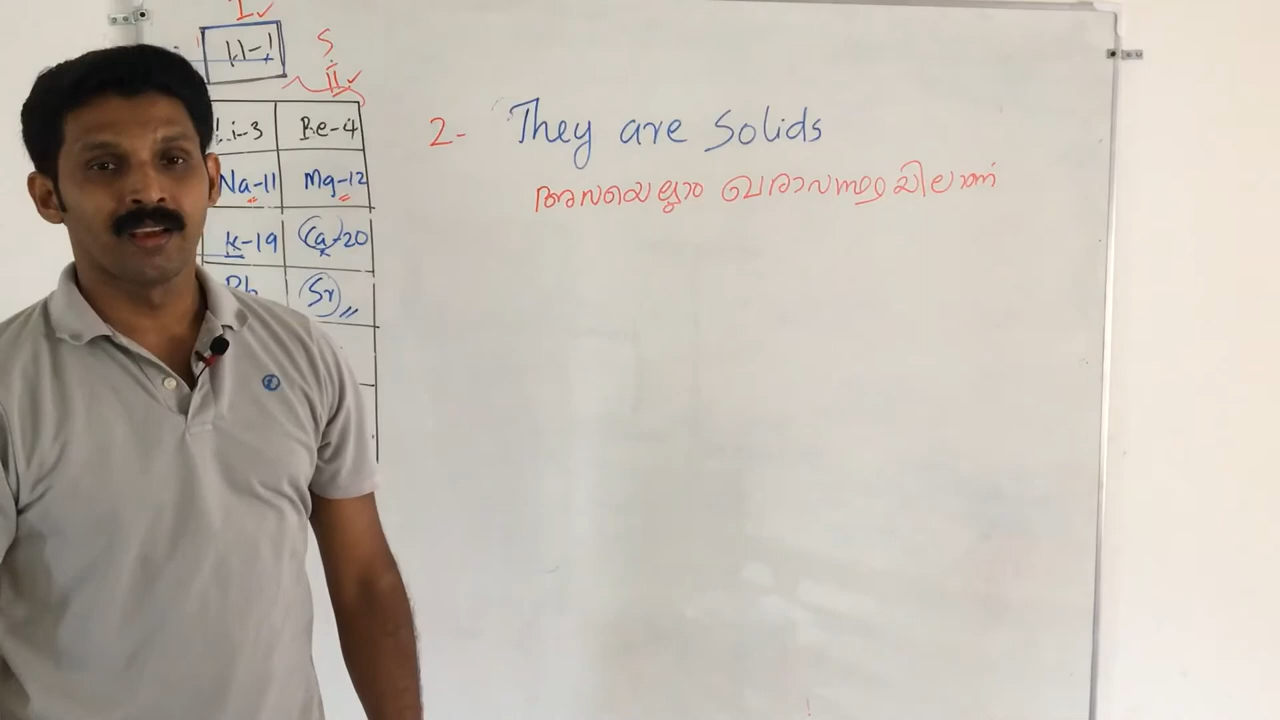 I ✓
H-1
S
II ✓
Li-3 Be-4
Na-11 Mg-12
K-19 Ca-20
Rb Sr
2- They are Solids
അവയെല്ലാം ഖരാവസ്ഥയിലാണ്